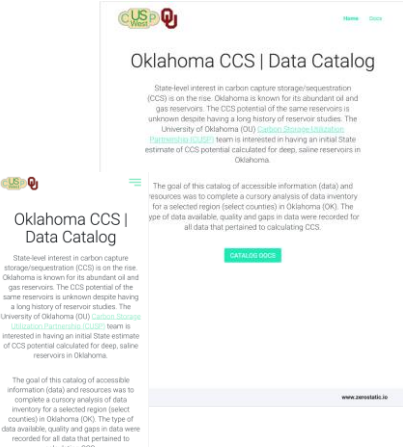 CUSP
West
OU
Home Docs
Oklahoma CCS | Data Catalog
State-level interest in carbon capture storage/sequestration
(CCS) is on the rise. Oklahoma is known for its abundant oil and
gas reservoirs. The CCS potential of the same reservoirs is
unknown despite having a long history of reservoir studies. The
University of Oklahoma (OU) Carbon Storage Utilization
Partnership (CUSP) team is interested in having an initial State
estimate of CCS potential calculated for deep, saline reservoirs in
Oklahoma.
The goal of this catalog of accessible information (data) and
resources was to complete a cursory analysis of data inventory
for a selected region (select counties) in Oklahoma (OK). The
type of data available, quality and gaps in data were recorded for
all data that pertained to calculating CCS.
CATALOG DOCS
www.zerostatic.io
CUSP
West
OU
Oklahoma CCS |
Data Catalog
State-level interest in carbon capture
storage/sequestration (CCS) is on the rise.
Oklahoma is known for its abundant oil and
gas reservoirs. The CCS potential of the
same reservoirs is unknown despite having
a long history of reservoir studies. The
University of Oklahoma (OU) Carbon Storage
Utilization Partnership (CUSP) team is
interested in having an initial State estimate
of CCS potential calculated for deep, saline
reservoirs in Oklahoma.
The goal of this catalog of accessible
information (data) and resources was to
complete a cursory analysis of data
inventory for a selected region (select
counties) in Oklahoma (OK). The type of
data available, quality and gaps in data were
recorded for all data that pertained to